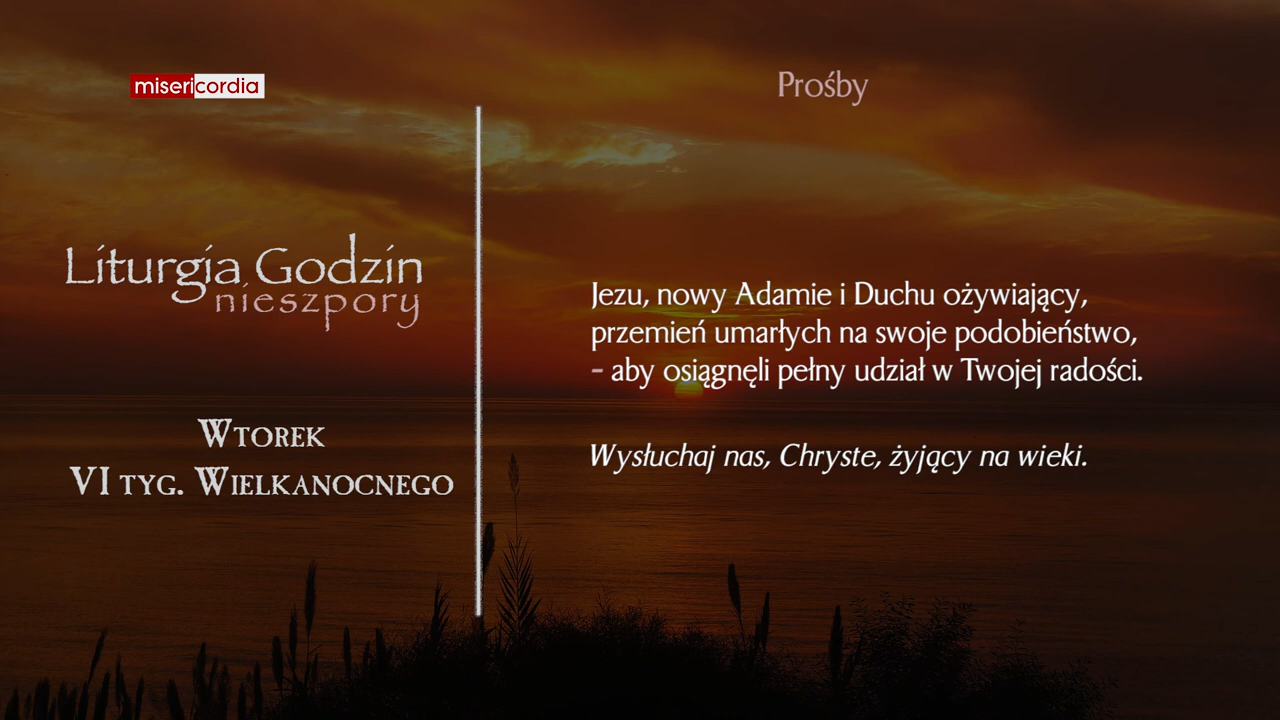 misericordia
Liturgia Godzin
nieszpory
Wtorek
VI tyg. Wielkanocnego
Prośby
Jezu, nowy Adamie i Duchu ożywiający,
przemień umarłych na swoje podobieństwo,
- aby osiągnęli pełny udział w Twojej radości.
Wysłuchaj nas, Chryste, żyjący na wieki.